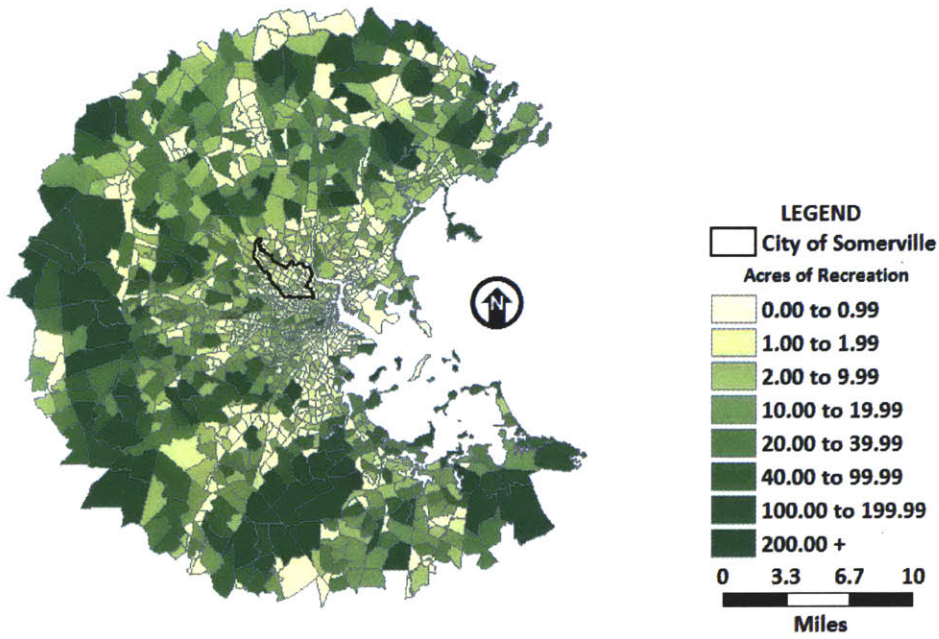 LEGEND
City of Somerville
Acres of Recreation
0.00 to 0.99
1.00 to 1.99
2.00 to 9.99
10.00 to 19.99
20.00 to 39.99
40.00 to 99.99
100.00 to 199.99
200.00 +
N
0 3.3 6.7 10
Miles